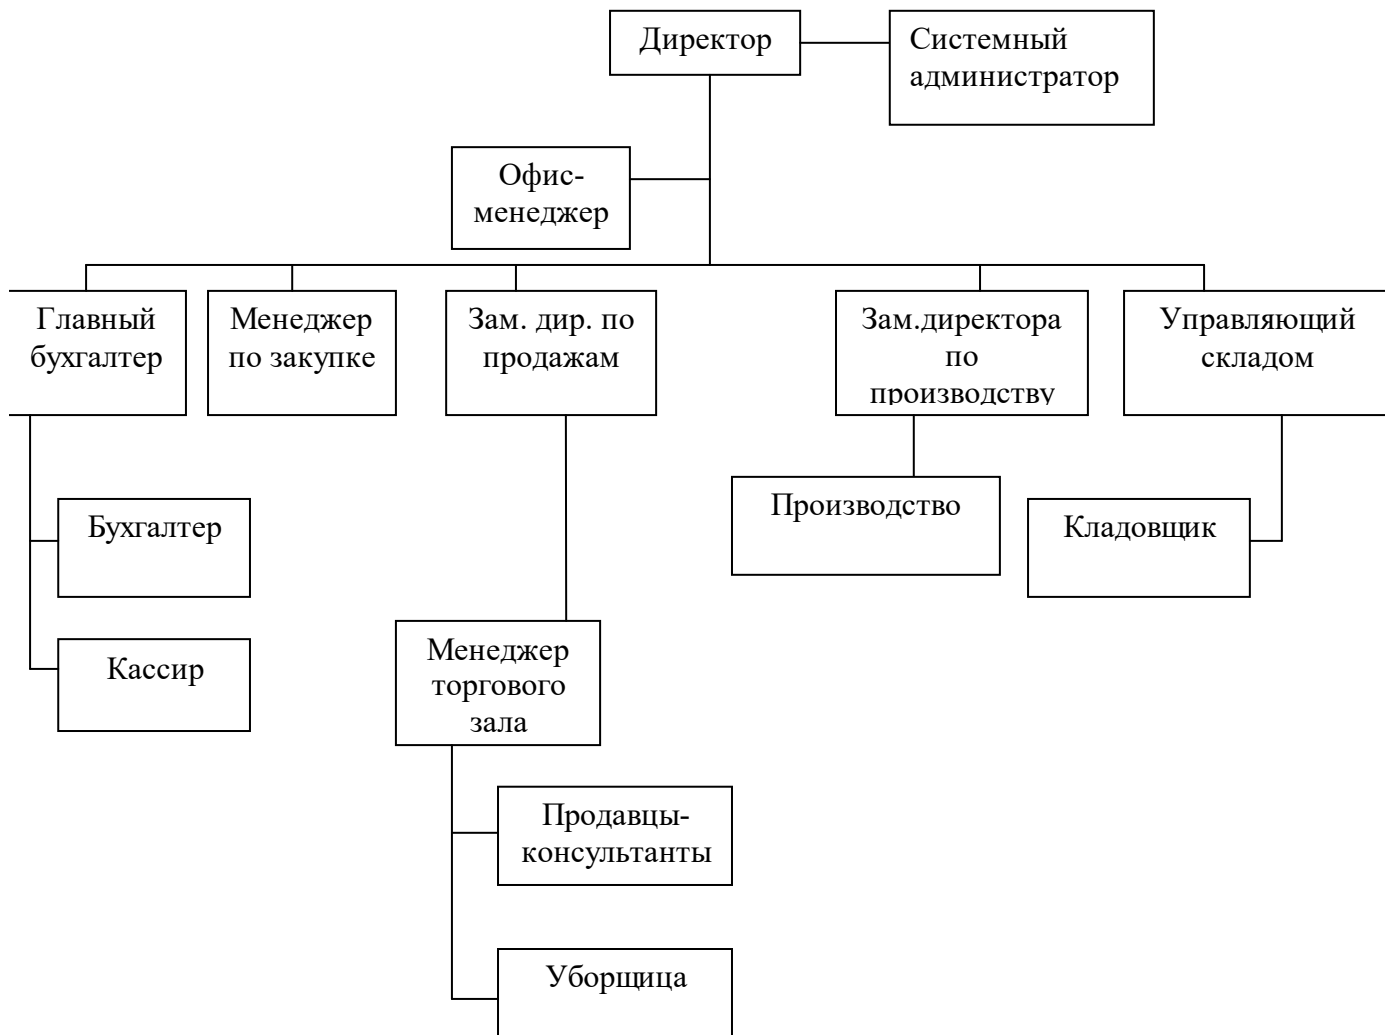 Директор
Системный
администратор
Офис-
менеджер
Главный
бухгалтер
Менеджер
по закупке
Зам. дир. по
продажам
Зам.директора
по
производству
Управляющий
складом
Бухгалтер
Кассир
Производство
Кладовщик
Менеджер
торгового
зала
Продавцы-
консультанты
Уборщица